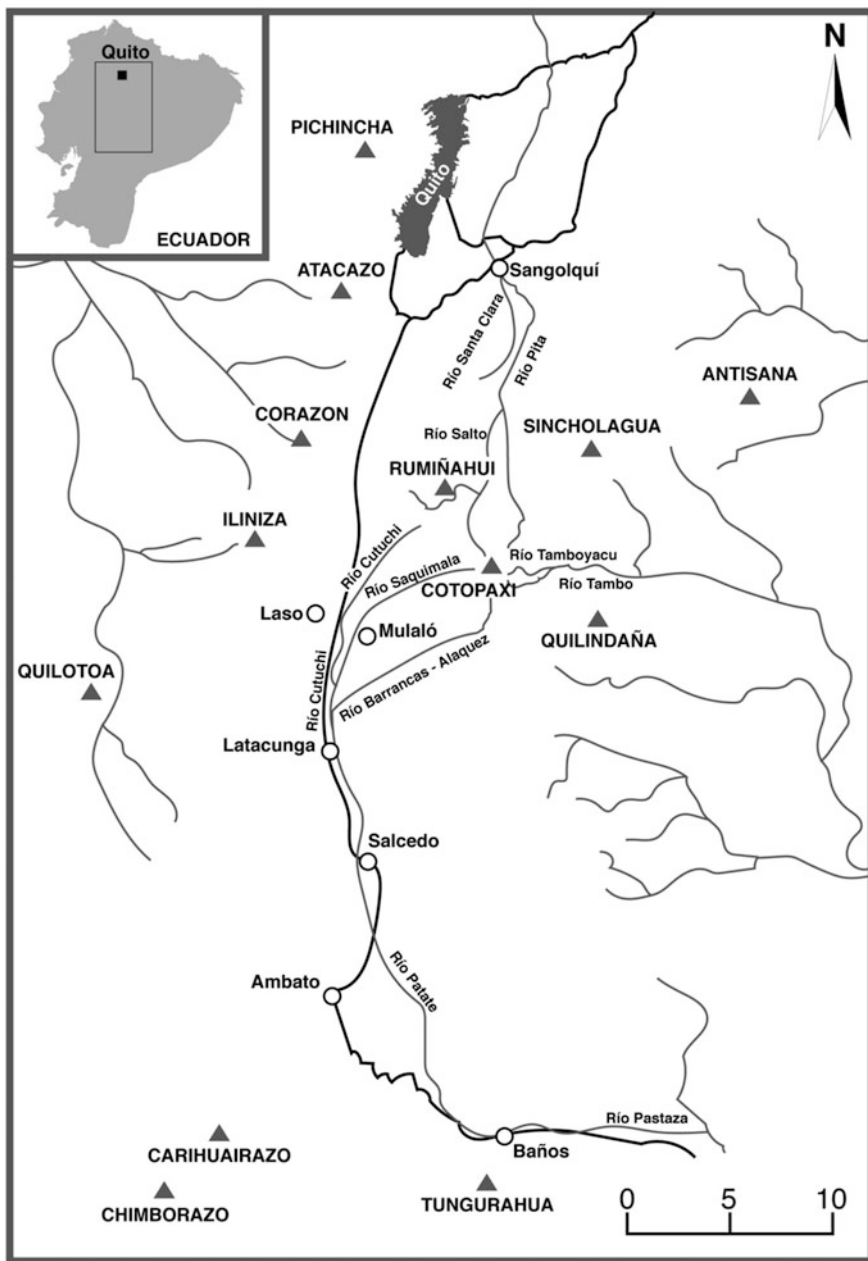 Quito
ECUADOR
N
PICHINCHA
Quito
ATACAZO
Sangolquí
Río Santa Clara
Río Pita
ANTISANA
CORAZON
Río Salto
SINCHOLAGUA
RUMIÑAHUI
ILINIZA
Río Cutuchi
Río Saquimala
COTOPAXI
Río Tamboyacu
Río Tambo
Laso
Mulaló
QUILINDAÑA
QUILOTOA
Río Cutuchi
Río Barrancas - Alaquez
Latacunga
Salcedo
Ambato
Río Patate
Río Pastaza
Baños
CARIHUAIRAZO
CHIMBORAZO
TUNGURAHUA
0 5 10